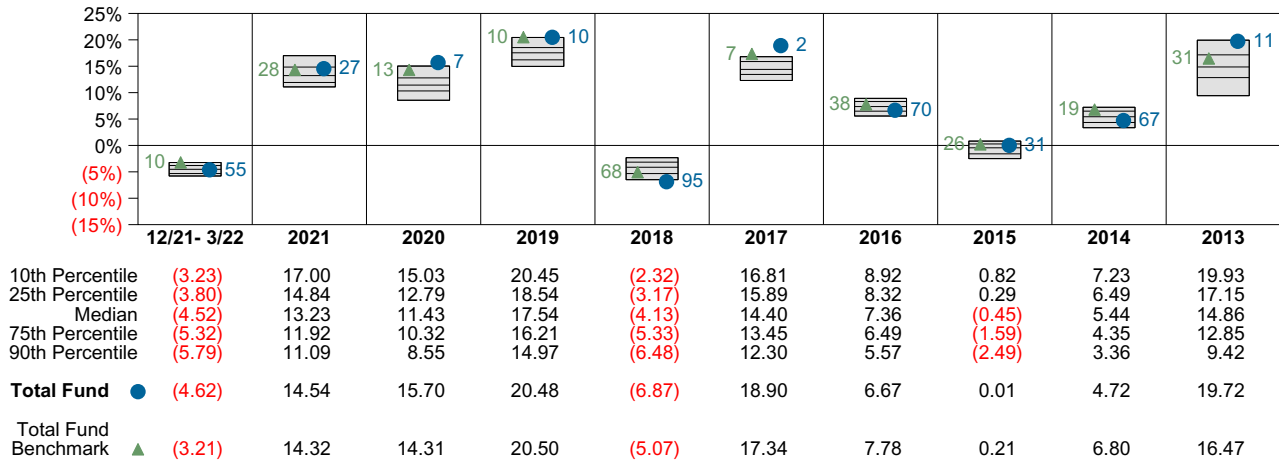 25%
20%
15%
10%
5%
0%
(5%)
(10%)
(15%)
10 55
28 27
13 7
10 10
68 95
7 2
38 70
26 31
19 67
31 11
12/21- 3/22 2021 2020 2019 2018 2017 2016 2015 2014 2013
10th Percentile (3.23) 17.00 15.03 20.45 (2.32) 16.81 8.92 0.82 7.23 19.93
25th Percentile (3.80) 14.84 12.79 18.54 (3.17) 15.89 8.32 0.29 6.49 17.15
Median (4.52) 13.23 11.43 17.54 (4.13) 14.40 7.36 (0.45) 5.44 14.86
75th Percentile (5.32) 11.92 10.32 16.21 (5.33) 13.45 6.49 (1.59) 4.35 12.85
90th Percentile (5.79) 11.09 8.55 14.97 (6.48) 12.30 5.57 (2.49) 3.36 9.42
Total Fund (4.62) 14.54 15.70 20.48 (6.87) 18.90 6.67 0.01 4.72 19.72
Total Fund
Benchmark (3.21) 14.32 14.31 20.50 (5.07) 17.34 7.78 0.21 6.80 16.47